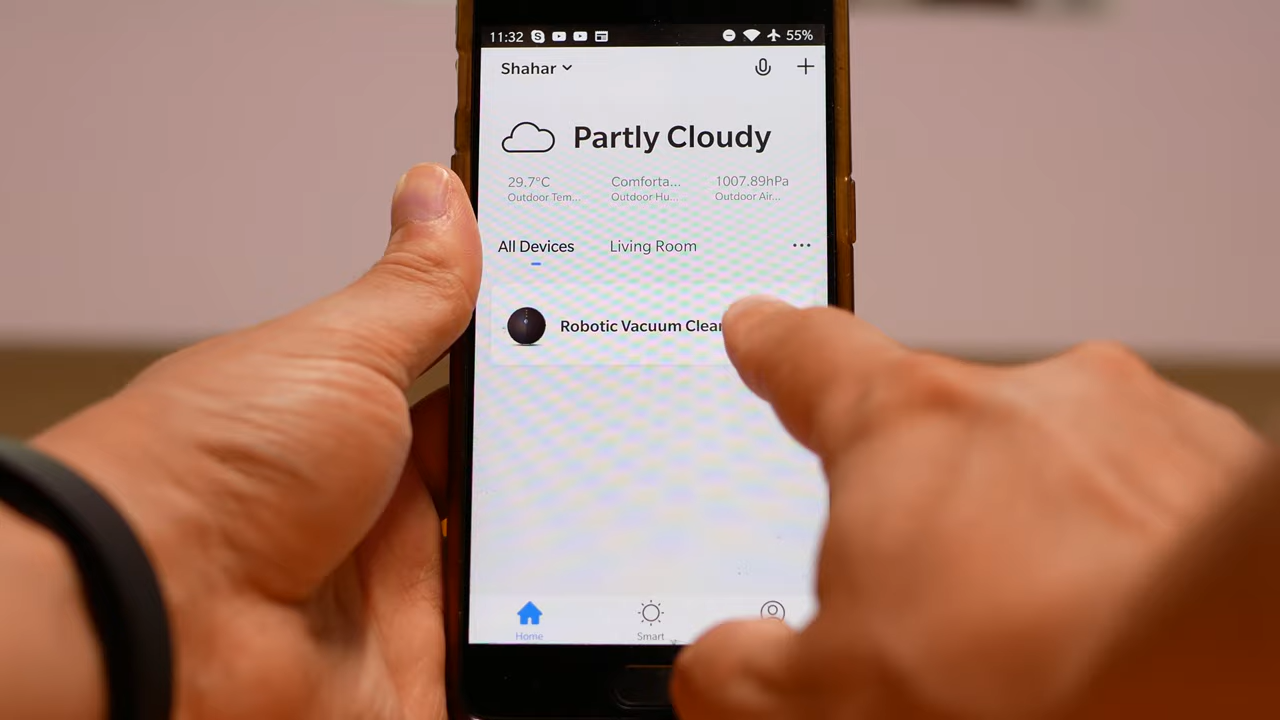 11:32 55%
Shahar
Partly Cloudy
29.7°C Comforta... 1007.89hPa
Outdoor Tem... Outdoor Hu... Outdoor Air...
All Devices Living Room
Robotic Vacuum
Home Smart